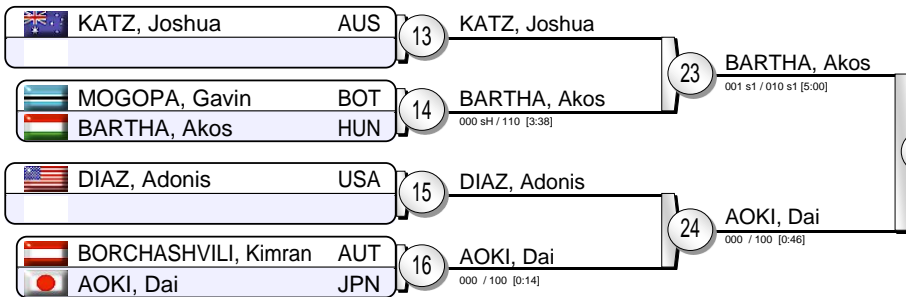 KATZ, Joshua AUS
13
KATZ, Joshua
MOGOPA, Gavin BOT
BARTHA, Akos HUN
14
BARTHA, Akos
000 sH / 110 [3:38]
23
BARTHA, Akos
001 s1 / 010 s1 [5:00]
DIAZ, Adonis USA
15
DIAZ, Adonis
BORCHASHVILI, Kimran AUT
AOKI, Dai JPN
16
AOKI, Dai
000 / 100 [0:14]
24
AOKI, Dai
000 / 100 [0:46]